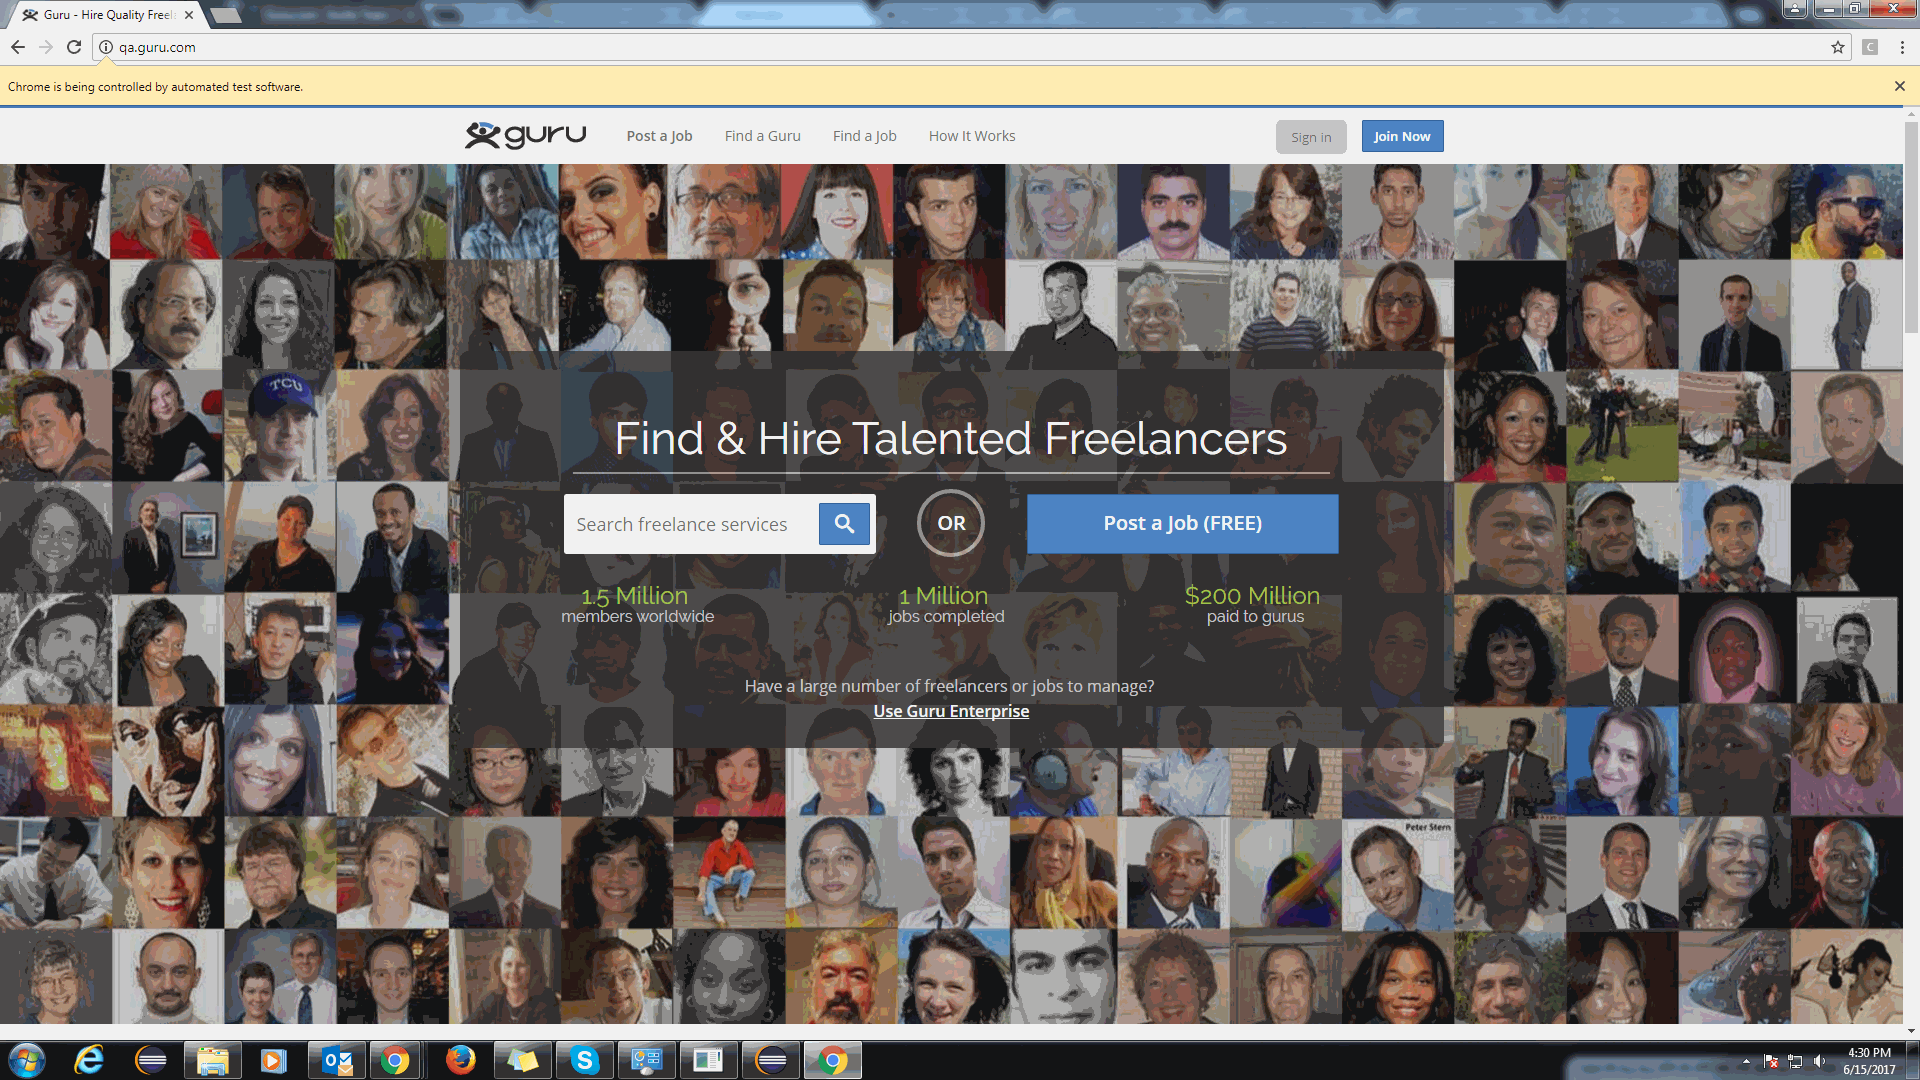 Guru - Hire Quality Freel
qa.guru.com
C
Chrome is being controlled by automated test software.
guru
Post a Job
Find a Guru
Find a Job
How It Works
Sign in
Join Now
TCU
Find & Hire Talented Freelancers
Search freelance services
OR
Post a Job (FREE)
1.5 Million
members worldwide
1 Million
jobs completed
$200 Million
paid to gurus
Have a large number of freelancers or jobs to manage?
Use Guru Enterprise
Peter Stern
4:30 PM
6/15/2017